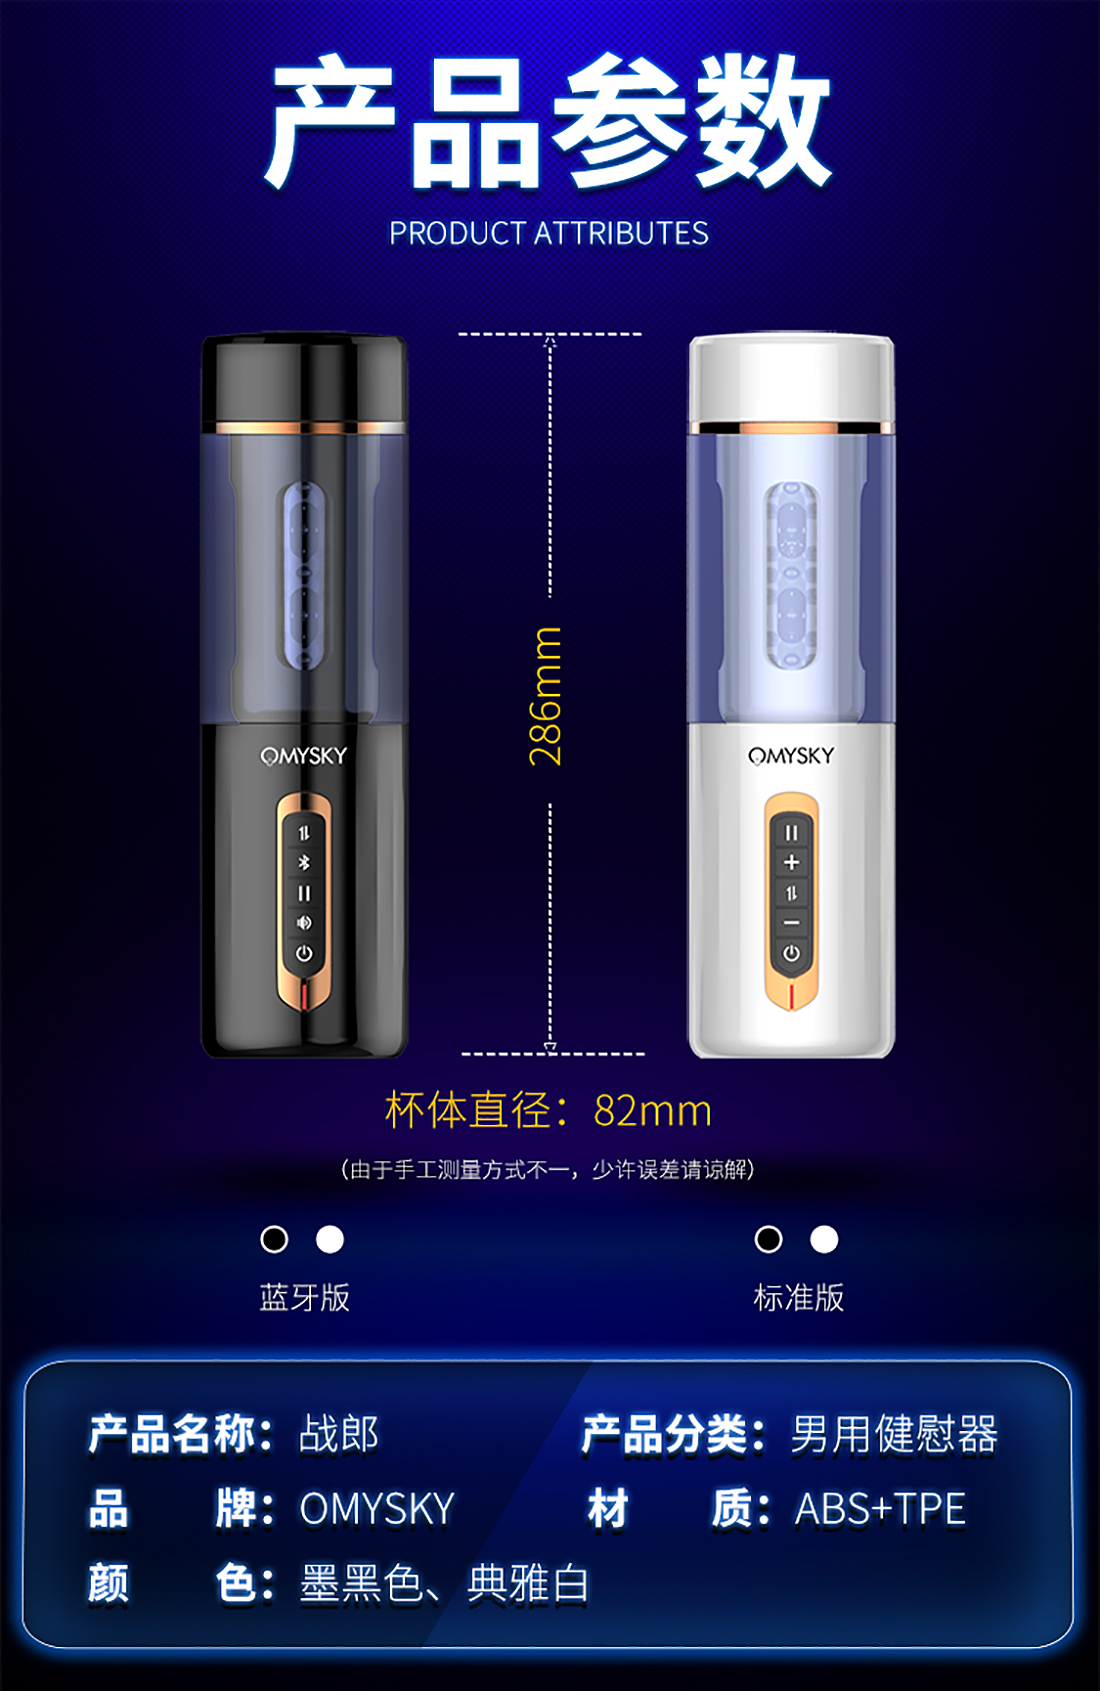 产品参数
PRODUCT ATTRIBUTES
286mm
OMYSKY
OMYSKY
杯体直径：82mm
（由于手工测量方式不一，少许误差请谅解）
蓝牙版
标准版
产品名称：战郎
产品分类：男用健慰器
品 牌：OMYSKY
材 质：ABS+TPE
颜 色：墨黑色、典雅白